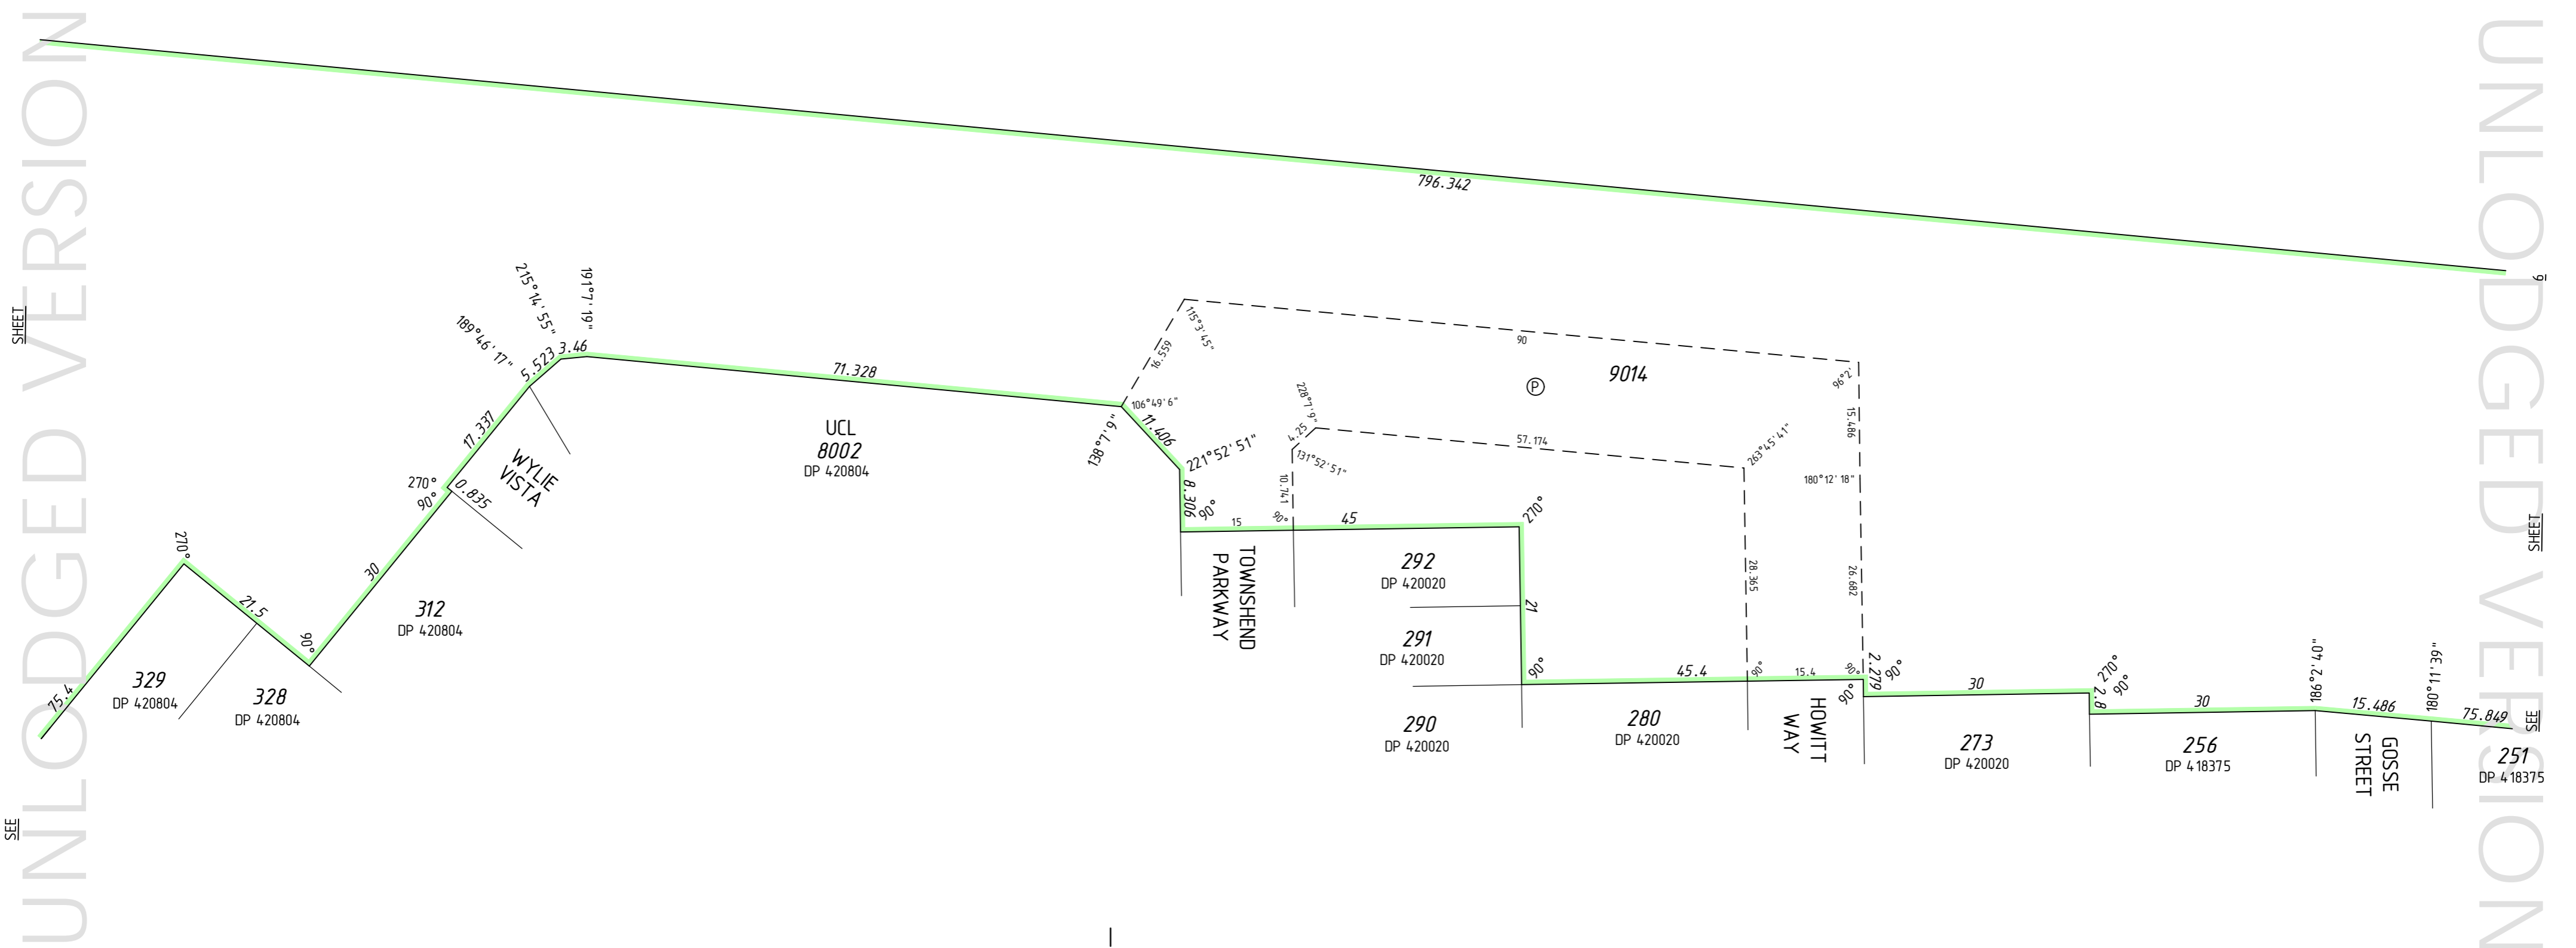 UNLODGED VERSION
UNLODGED VERSION
796.342
9
SHEET
SEE
SHEET
SEE
189°46'17"
215°14'55"
191°7'19"
5.523
3.46
71.328
17.337
WYLIE
VISTA
270°
90°
0.835
UCL
8002
DP 420804
270°
21.5
30
90°
312
DP 420804
75.4
329
DP 420804
328
DP 420804
115°3'45"
16.559
90
9014
P
96°2'
106°49'6"
138°7'9"
11.406
221°52'51"
8.306
90°
228°7'9"
4.25
131°52'51"
10.741
57.174
263°45'41"
15.486
180°12'18"
28.365
26.682
15
90°
45
270°
TOWNSHEND
PARKWAY
292
DP 420020
21
291
DP 420020
90°
45.4
90°
15.4
90°
290
DP 420020
280
DP 420020
HOWITT
WAY
90°
2.279
90°
30
270°
90°
2.8
273
DP 420020
30
186°2'40"
15.486
180°11'39"
75.849
256
DP 418375
GOSSE
STREET
251
DP 418375